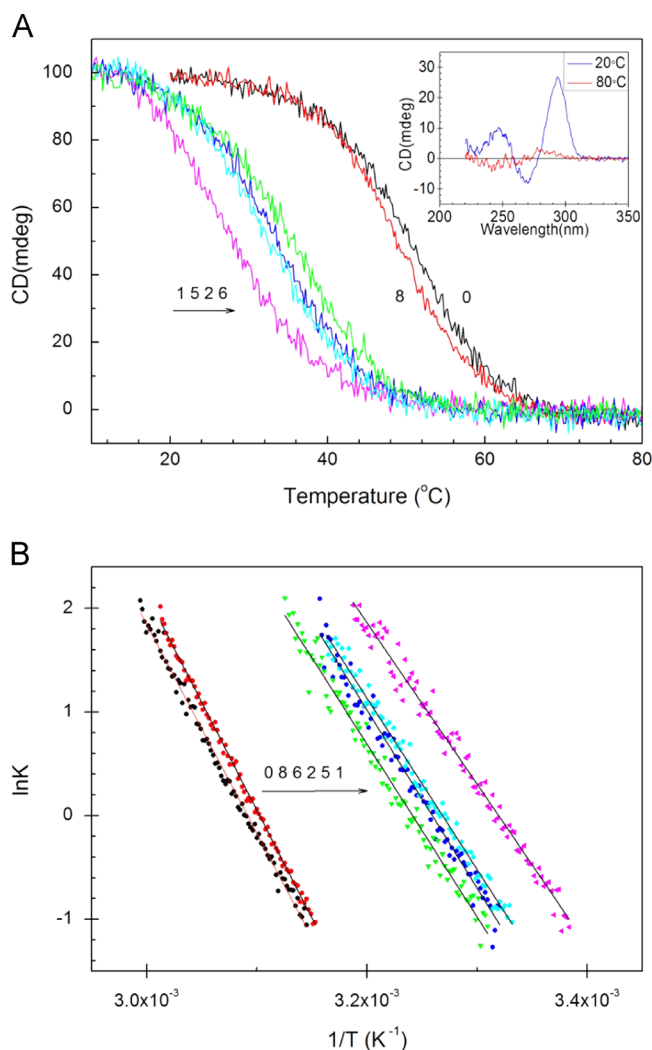 A
100
80
60
40
20
0
CD(mdeg)
1 5 2 6
8
0
20
40
60
80
Temperature (°C)
30
20
10
0
-10
CD(mdeg)
20°C
80°C
200
250
300
350
Wavelength(nm)
B
2
1
0
-1
lnK
0 8 6 2 5 1
3.0x10⁻³
3.2x10⁻³
3.4x10⁻³
1/T (K⁻¹)